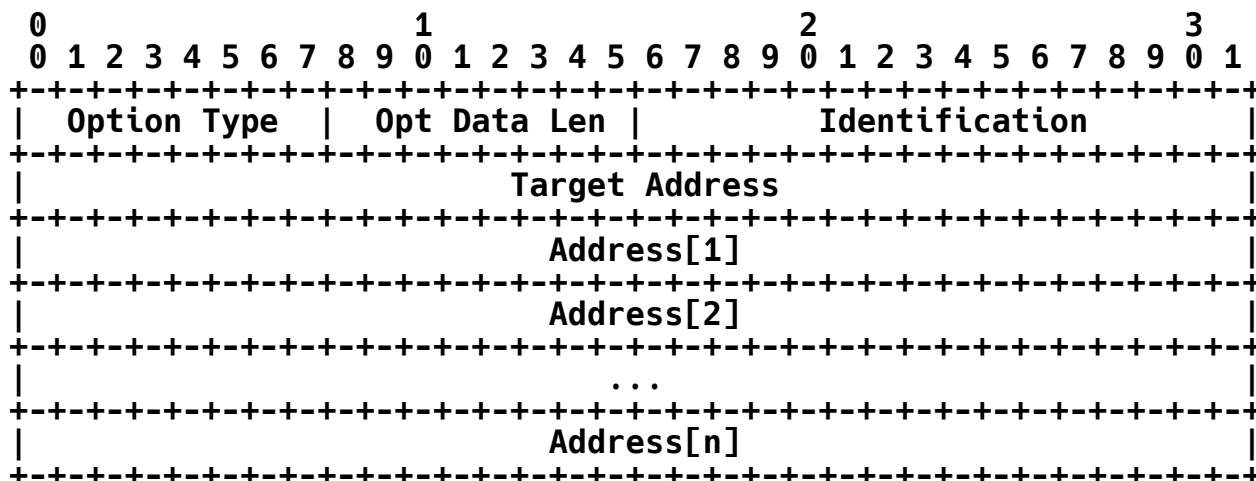 0                   1                   2                   3
 0 1 2 3 4 5 6 7 8 9 0 1 2 3 4 5 6 7 8 9 0 1 2 3 4 5 6 7 8 9 0 1
+-+-+-+-+-+-+-+-+-+-+-+-+-+-+-+-+-+-+-+-+-+-+-+-+-+-+-+-+-+-+-+-+
|  Option Type  |  Opt Data Len |         Identification        |
+-+-+-+-+-+-+-+-+-+-+-+-+-+-+-+-+-+-+-+-+-+-+-+-+-+-+-+-+-+-+-+-+
|                         Target Address                        |
+-+-+-+-+-+-+-+-+-+-+-+-+-+-+-+-+-+-+-+-+-+-+-+-+-+-+-+-+-+-+-+-+
|                           Address[1]                          |
+-+-+-+-+-+-+-+-+-+-+-+-+-+-+-+-+-+-+-+-+-+-+-+-+-+-+-+-+-+-+-+-+
|                           Address[2]                          |
+-+-+-+-+-+-+-+-+-+-+-+-+-+-+-+-+-+-+-+-+-+-+-+-+-+-+-+-+-+-+-+-+
|                              ...                              |
+-+-+-+-+-+-+-+-+-+-+-+-+-+-+-+-+-+-+-+-+-+-+-+-+-+-+-+-+-+-+-+-+
|                           Address[n]                          |
+-+-+-+-+-+-+-+-+-+-+-+-+-+-+-+-+-+-+-+-+-+-+-+-+-+-+-+-+-+-+-+-+